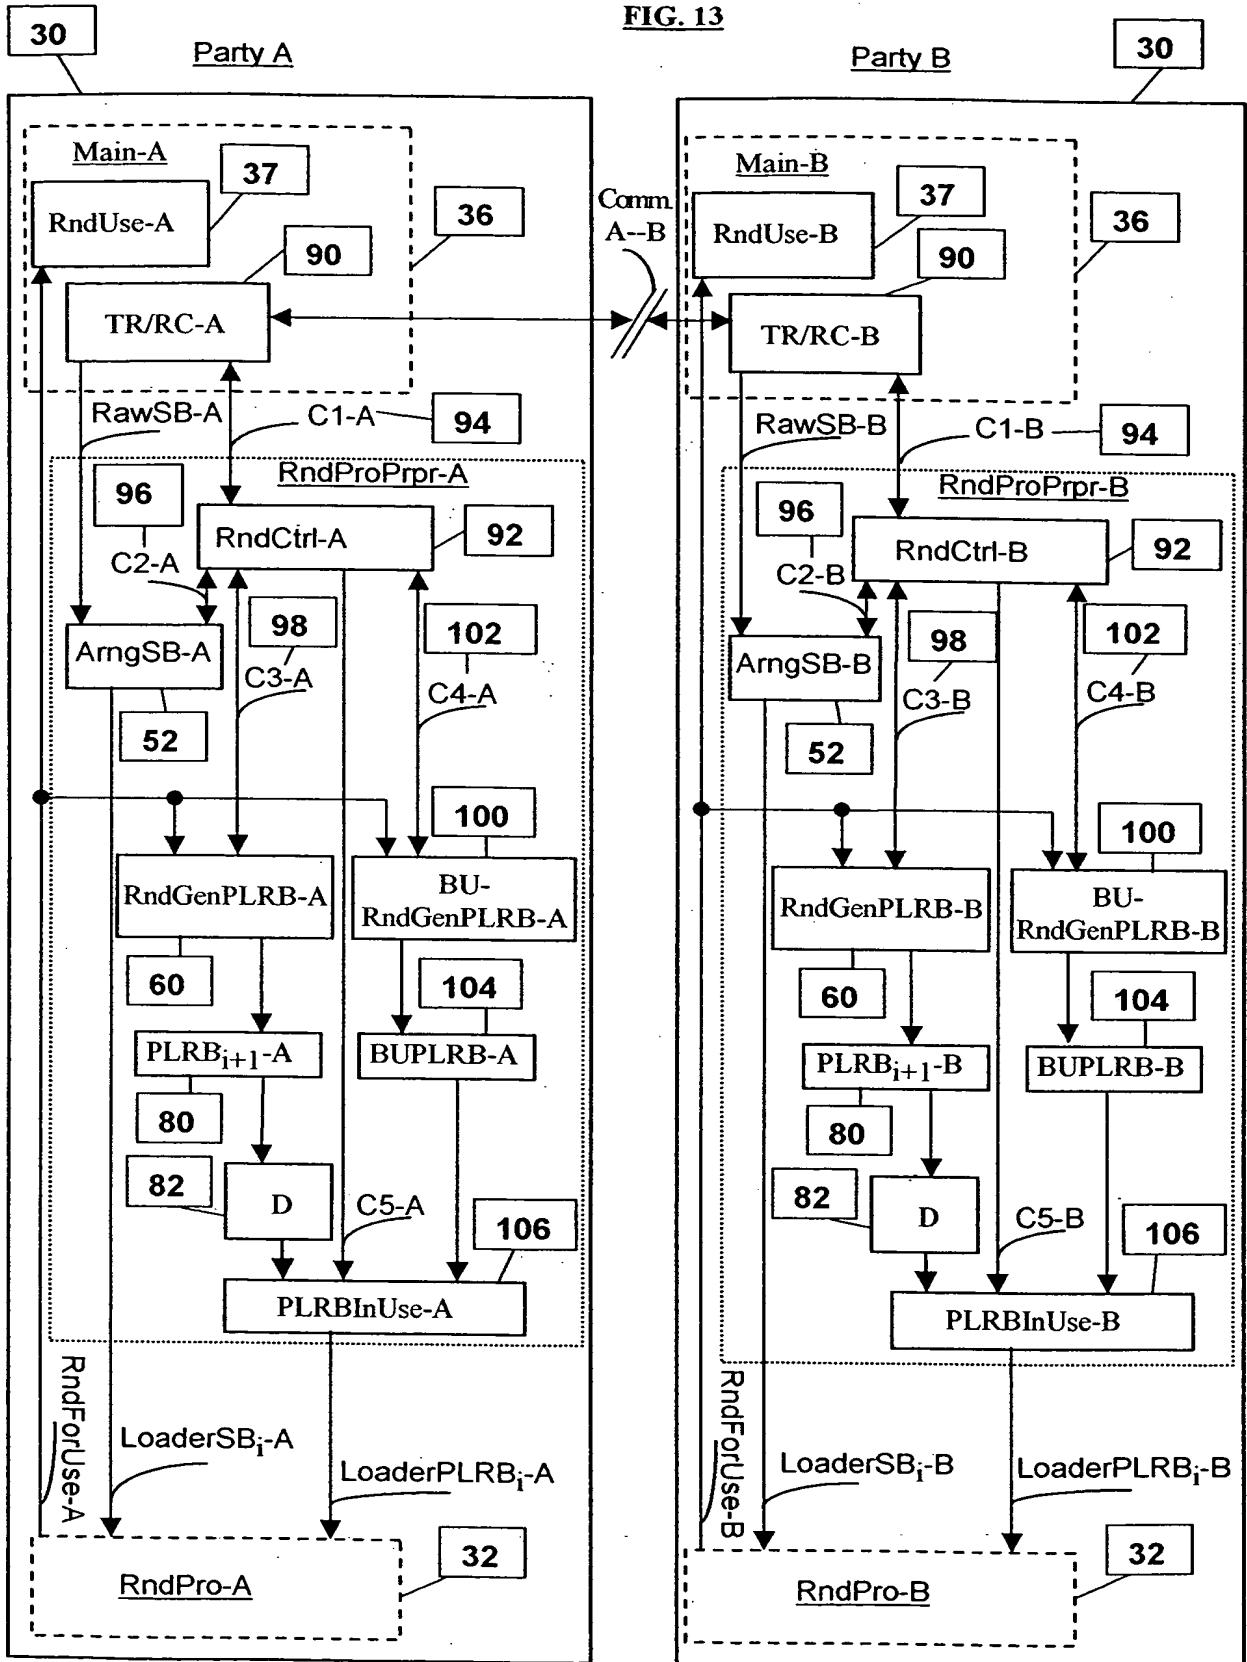 FIG. 13
30
Party A
Main-A
37
RndUse-A
36
90
TR/RC-A
Comm.
A--B
RawSB-A
C1-A
94
RndProPrpr-A
96
RndCtrl-A
92
C2-A
98
102
ArngSB-A
C3-A
C4-A
52
100
RndGenPLRB-A
BU-
RndGenPLRB-A
60
104
PLRBi+1-A
BUPLRB-A
80
82
D
C5-A
106
PLRBInUse-A
RndForUse-A
LoaderSBi-A
LoaderPLRBi-A
32
RndPro-A
Party B
30
Main-B
37
RndUse-B
36
90
TR/RC-B
RawSB-B
C1-B
94
RndProPrpr-B
96
RndCtrl-B
92
C2-B
98
102
ArngSB-B
C3-B
C4-B
52
100
RndGenPLRB-B
BU-
RndGenPLRB-B
60
104
PLRBi+1-B
BUPLRB-B
80
82
D
C5-B
106
PLRBInUse-B
RndForUse-B
LoaderSBi-B
LoaderPLRBi-B
32
RndPro-B